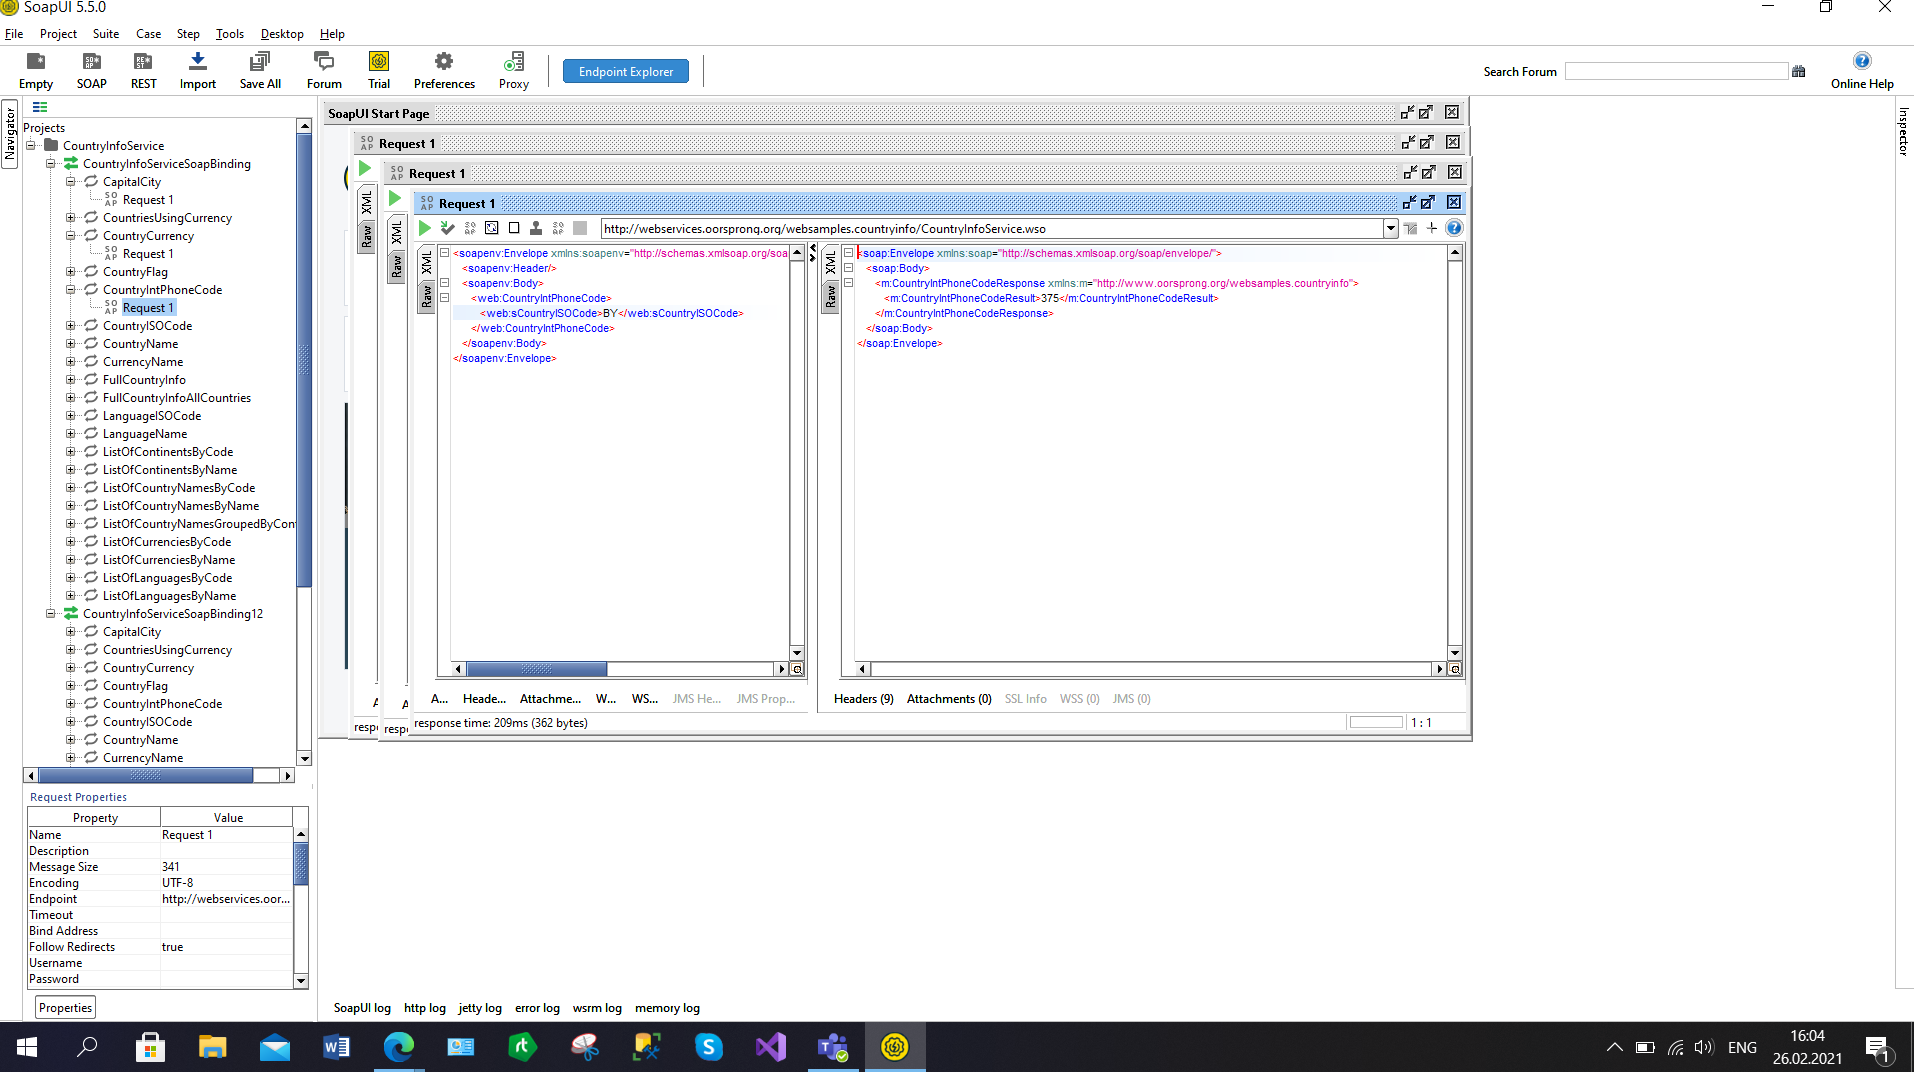 SoapUI 5.5.0
File Project Suite Case Step Tools Desktop Help
Empty SOAP REST Import Save All Forum Trial Preferences Proxy Endpoint Explorer Search Forum Online Help
Navigator
Inspector
Projects
CountryInfoService
CountryInfoServiceSoapBinding
CapitalCity
Request 1
CountriesUsingCurrency
CountryCurrency
Request 1
CountryFlag
CountryIntPhoneCode
Request 1
CountryISOCode
CountryName
CurrencyName
FullCountryInfo
FullCountryInfoAllCountries
LanguageISOCode
LanguageName
ListOfContinentsByCode
ListOfContinentsByName
ListOfCountryNamesByCode
ListOfCountryNamesByName
ListOfCountryNamesGroupedByCon
ListOfCurrenciesByCode
ListOfCurrenciesByName
ListOfLanguagesByCode
ListOfLanguagesByName
CountryInfoServiceSoapBinding12
CapitalCity
CountriesUsingCurrency
CountryCurrency
CountryFlag
CountryIntPhoneCode
CountryISOCode
CountryName
CurrencyName
Request Properties
Property Value
Name Request 1
Description
Message Size 341
Encoding UTF-8
Endpoint http://webservices.oor...
Timeout
Bind Address
Follow Redirects true
Username
Password
Properties
SoapUI Start Page
Request 1
Request 1
Request 1
http://webservices.oorsprong.org/websamples.countryinfo/CountryInfoService.wso
XML
Raw
XML
Raw
XML
Raw
<soapenv:Envelope xmlns:soapenv="http://schemas.xmlsoap.org/soa
<soapenv:Header/>
<soapenv:Body>
<web:CountryIntPhoneCode>
<web:sCountryISOCode>BY</web:sCountryISOCode>
</web:CountryIntPhoneCode>
</soapenv:Body>
</soapenv:Envelope>
A... Heade... Attachme... W... WS... JMS He... JMS Prop...
XML
Raw
<soap:Envelope xmlns:soap="http://schemas.xmlsoap.org/soap/envelope/">
<soap:Body>
<m:CountryIntPhoneCodeResponse xmlns:m="http://www.oorsprong.org/websamples.countryinfo">
<m:CountryIntPhoneCodeResult>375</m:CountryIntPhoneCodeResult>
</m:CountryIntPhoneCodeResponse>
</soap:Body>
</soap:Envelope>
Headers (9) Attachments (0) SSL Info WSS (0) JMS (0)
respo
respo
response time: 209ms (362 bytes)
1 : 1
SoapUI log http log jetty log error log wsrm log memory log
ENG
16:04
26.02.2021
1